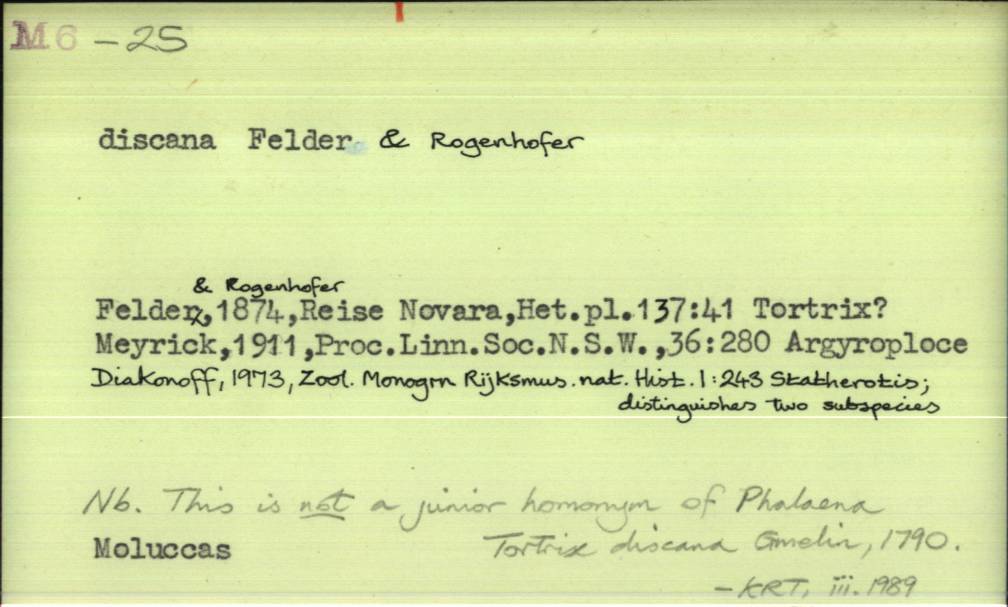 M6 - 25
discana Felder & Rogenhofer
& Rogenhofer
Felder,1874,Reise Novara,Het.pl.137:41 Tortrix?
Meyrick,1911,Proc.Linn.Soc.N.S.W.,36:280 Argyroploce
Diakonoff, 1973, Zool. Monogrn Rijksmus. nat. Hist. 1:243 Statherotis;
distinguishes two subspecies
Nb. This is not a junior homonym of Phalaena
Moluccas Tortrix discana Gmelin, 1790.
- KRT, iii. 1989